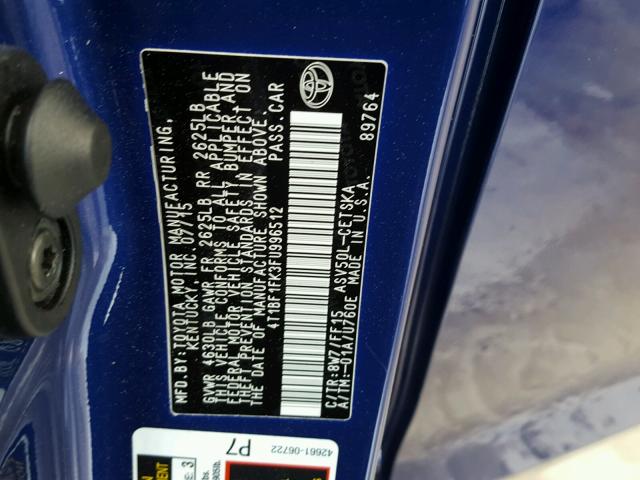 MFD.BY:TOYOTA MOTOR MANUFACTURING,
KENTUCKY, INC. 07/15
GVWR 4630LB GAWR FR 2625LB RR 2625LB
THIS VEHICLE CONFORMS TO ALL APPLICABLE
FEDERAL MOTOR VEHICLE SAFETY, BUMPER, AND
THEFT PREVENTION STANDARDS IN EFFECT ON
THE DATE OF MANUFACTURE SHOWN ABOVE.
4T1BF1FK3FU996512 PASS.CAR
C/TR:8W7/FF15 ASV50L-CETSKA
A/TM:-01A/U760E MADE IN U.S.A.
89764
42661-06722
P7
3